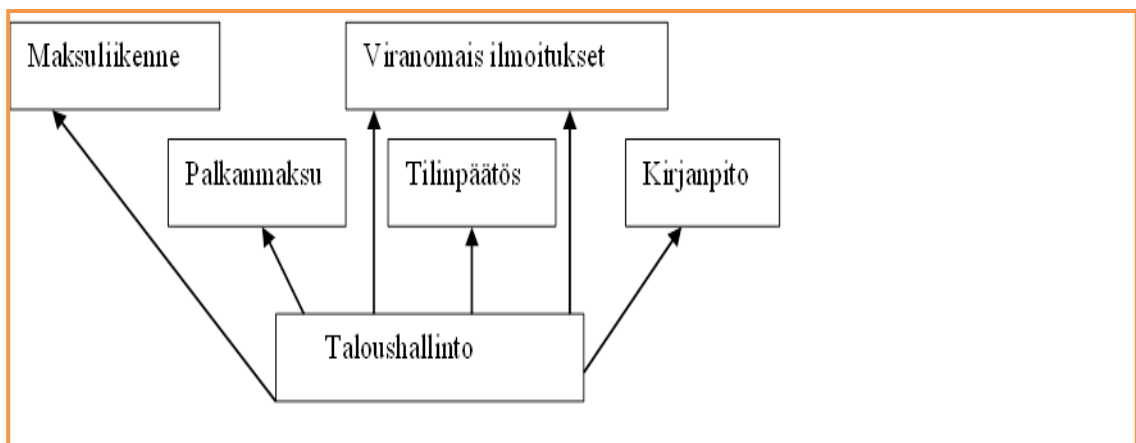 Maksuliikenne
Viranomais ilmoitukset
Palkanmaksu
Tilinpäätös
Kirjanpito
Taloushallinto